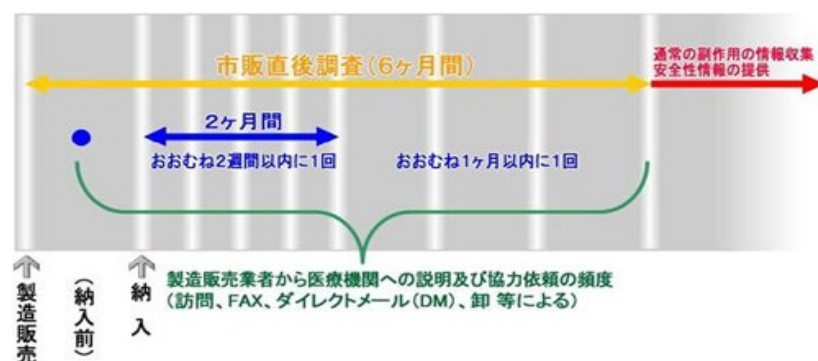 市販直後調査(6ヶ月間)
通常の副作用の情報収集
安全性情報の提供
2ヶ月間
おおむね2週間以内に1回
おおむね1ヶ月以内に1回
製造販売業者から医療機関への説明及び協力依頼の頻度
(訪問、FAX、ダイレクトメール(DM)、卸 等による)
製造販売
(納入前)
納入